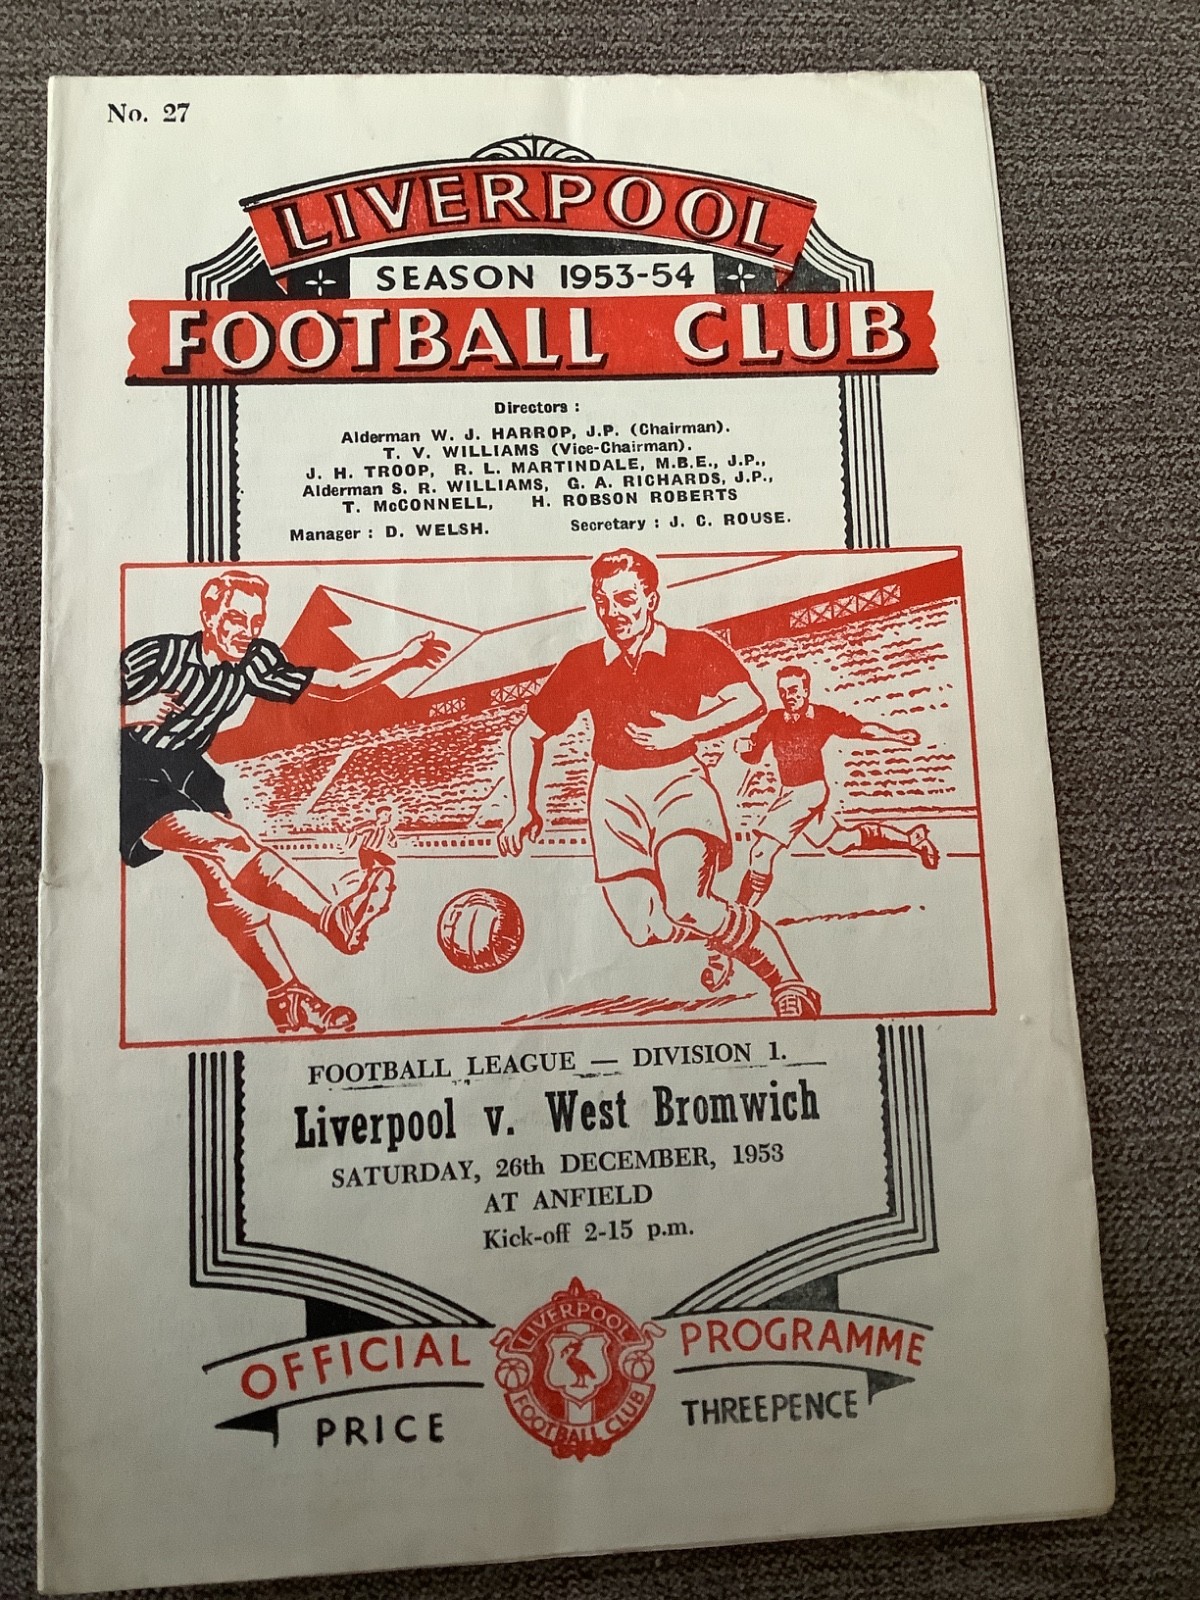 No. 27
LIVERPOOL
SEASON 1953-54
FOOTBALL CLUB
Directors :
Alderman W. J. HARROP, J.P. (Chairman).
T. V. WILLIAMS (Vice-Chairman).
J. H. TROOP, R. L. MARTINDALE, M.B.E., J.P.,
Alderman S. R. WILLIAMS, G. A. RICHARDS, J.P.,
T. McCONNELL, H. ROBSON ROBERTS
Manager : D. WELSH. Secretary : J. C. ROUSE.
FOOTBALL LEAGUE — DIVISION 1.
Liverpool v. West Bromwich
SATURDAY, 26th DECEMBER, 1953
AT ANFIELD
Kick-off 2-15 p.m.
OFFICIAL PROGRAMME
LIVERPOOL
FOOTBALL CLUB
PRICE THREEPENCE